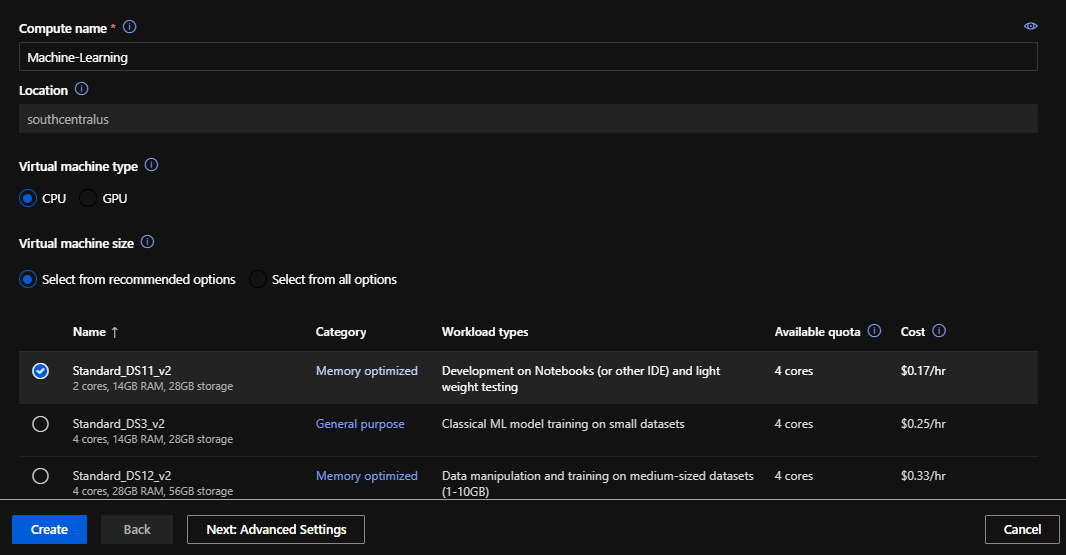 Compute name *
Machine-Learning
Location
southcentralus
Virtual machine type
CPU GPU
Virtual machine size
Select from recommended options Select from all options
Name ↑ Category Workload types Available quota Cost
Standard_DS11_v2 Memory optimized Development on Notebooks (or other IDE) and light 4 cores $0.17/hr
2 cores, 14GB RAM, 28GB storage weight testing
Standard_DS3_v2 General purpose Classical ML model training on small datasets 4 cores $0.25/hr
4 cores, 14GB RAM, 28GB storage
Standard_DS12_v2 Memory optimized Data manipulation and training on medium-sized datasets 4 cores $0.33/hr
4 cores, 28GB RAM, 56GB storage (1-10GB)
Create Back Next: Advanced Settings Cancel